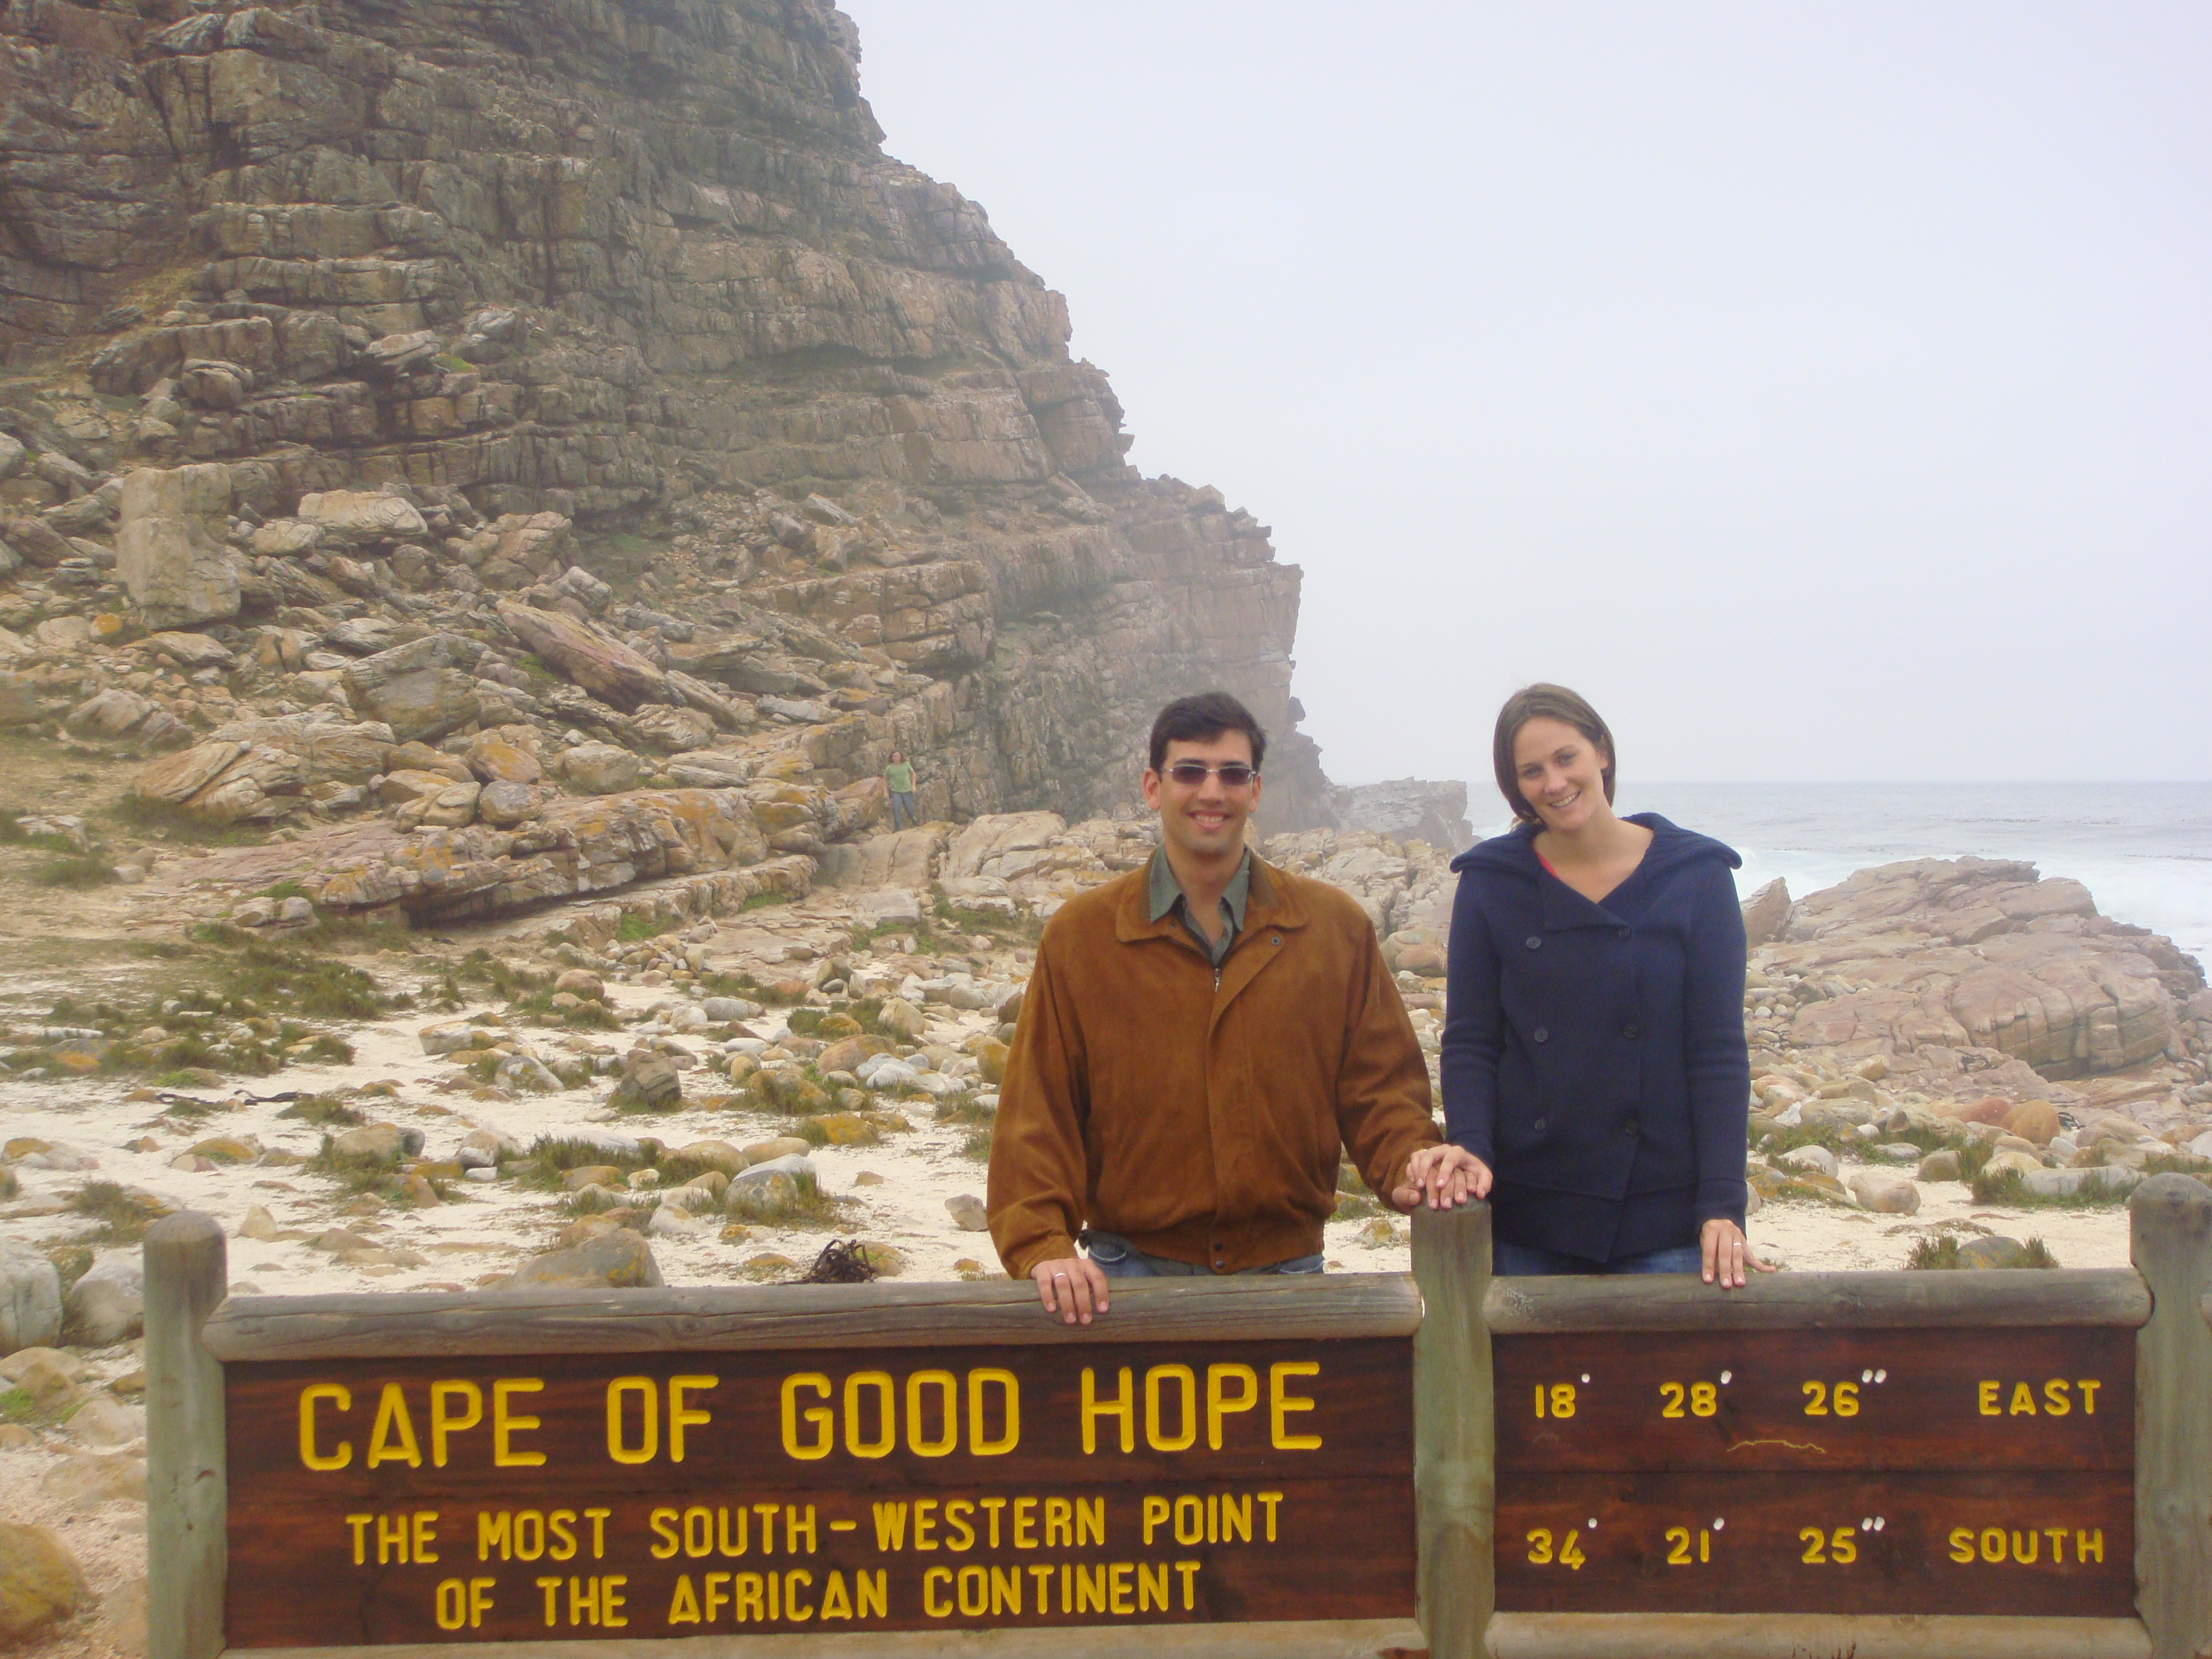 CAPE OF GOOD HOPE
THE MOST SOUTH-WESTERN POINT
OF THE AFRICAN CONTINENT
18° 28' 26" EAST
34° 21' 25" SOUTH